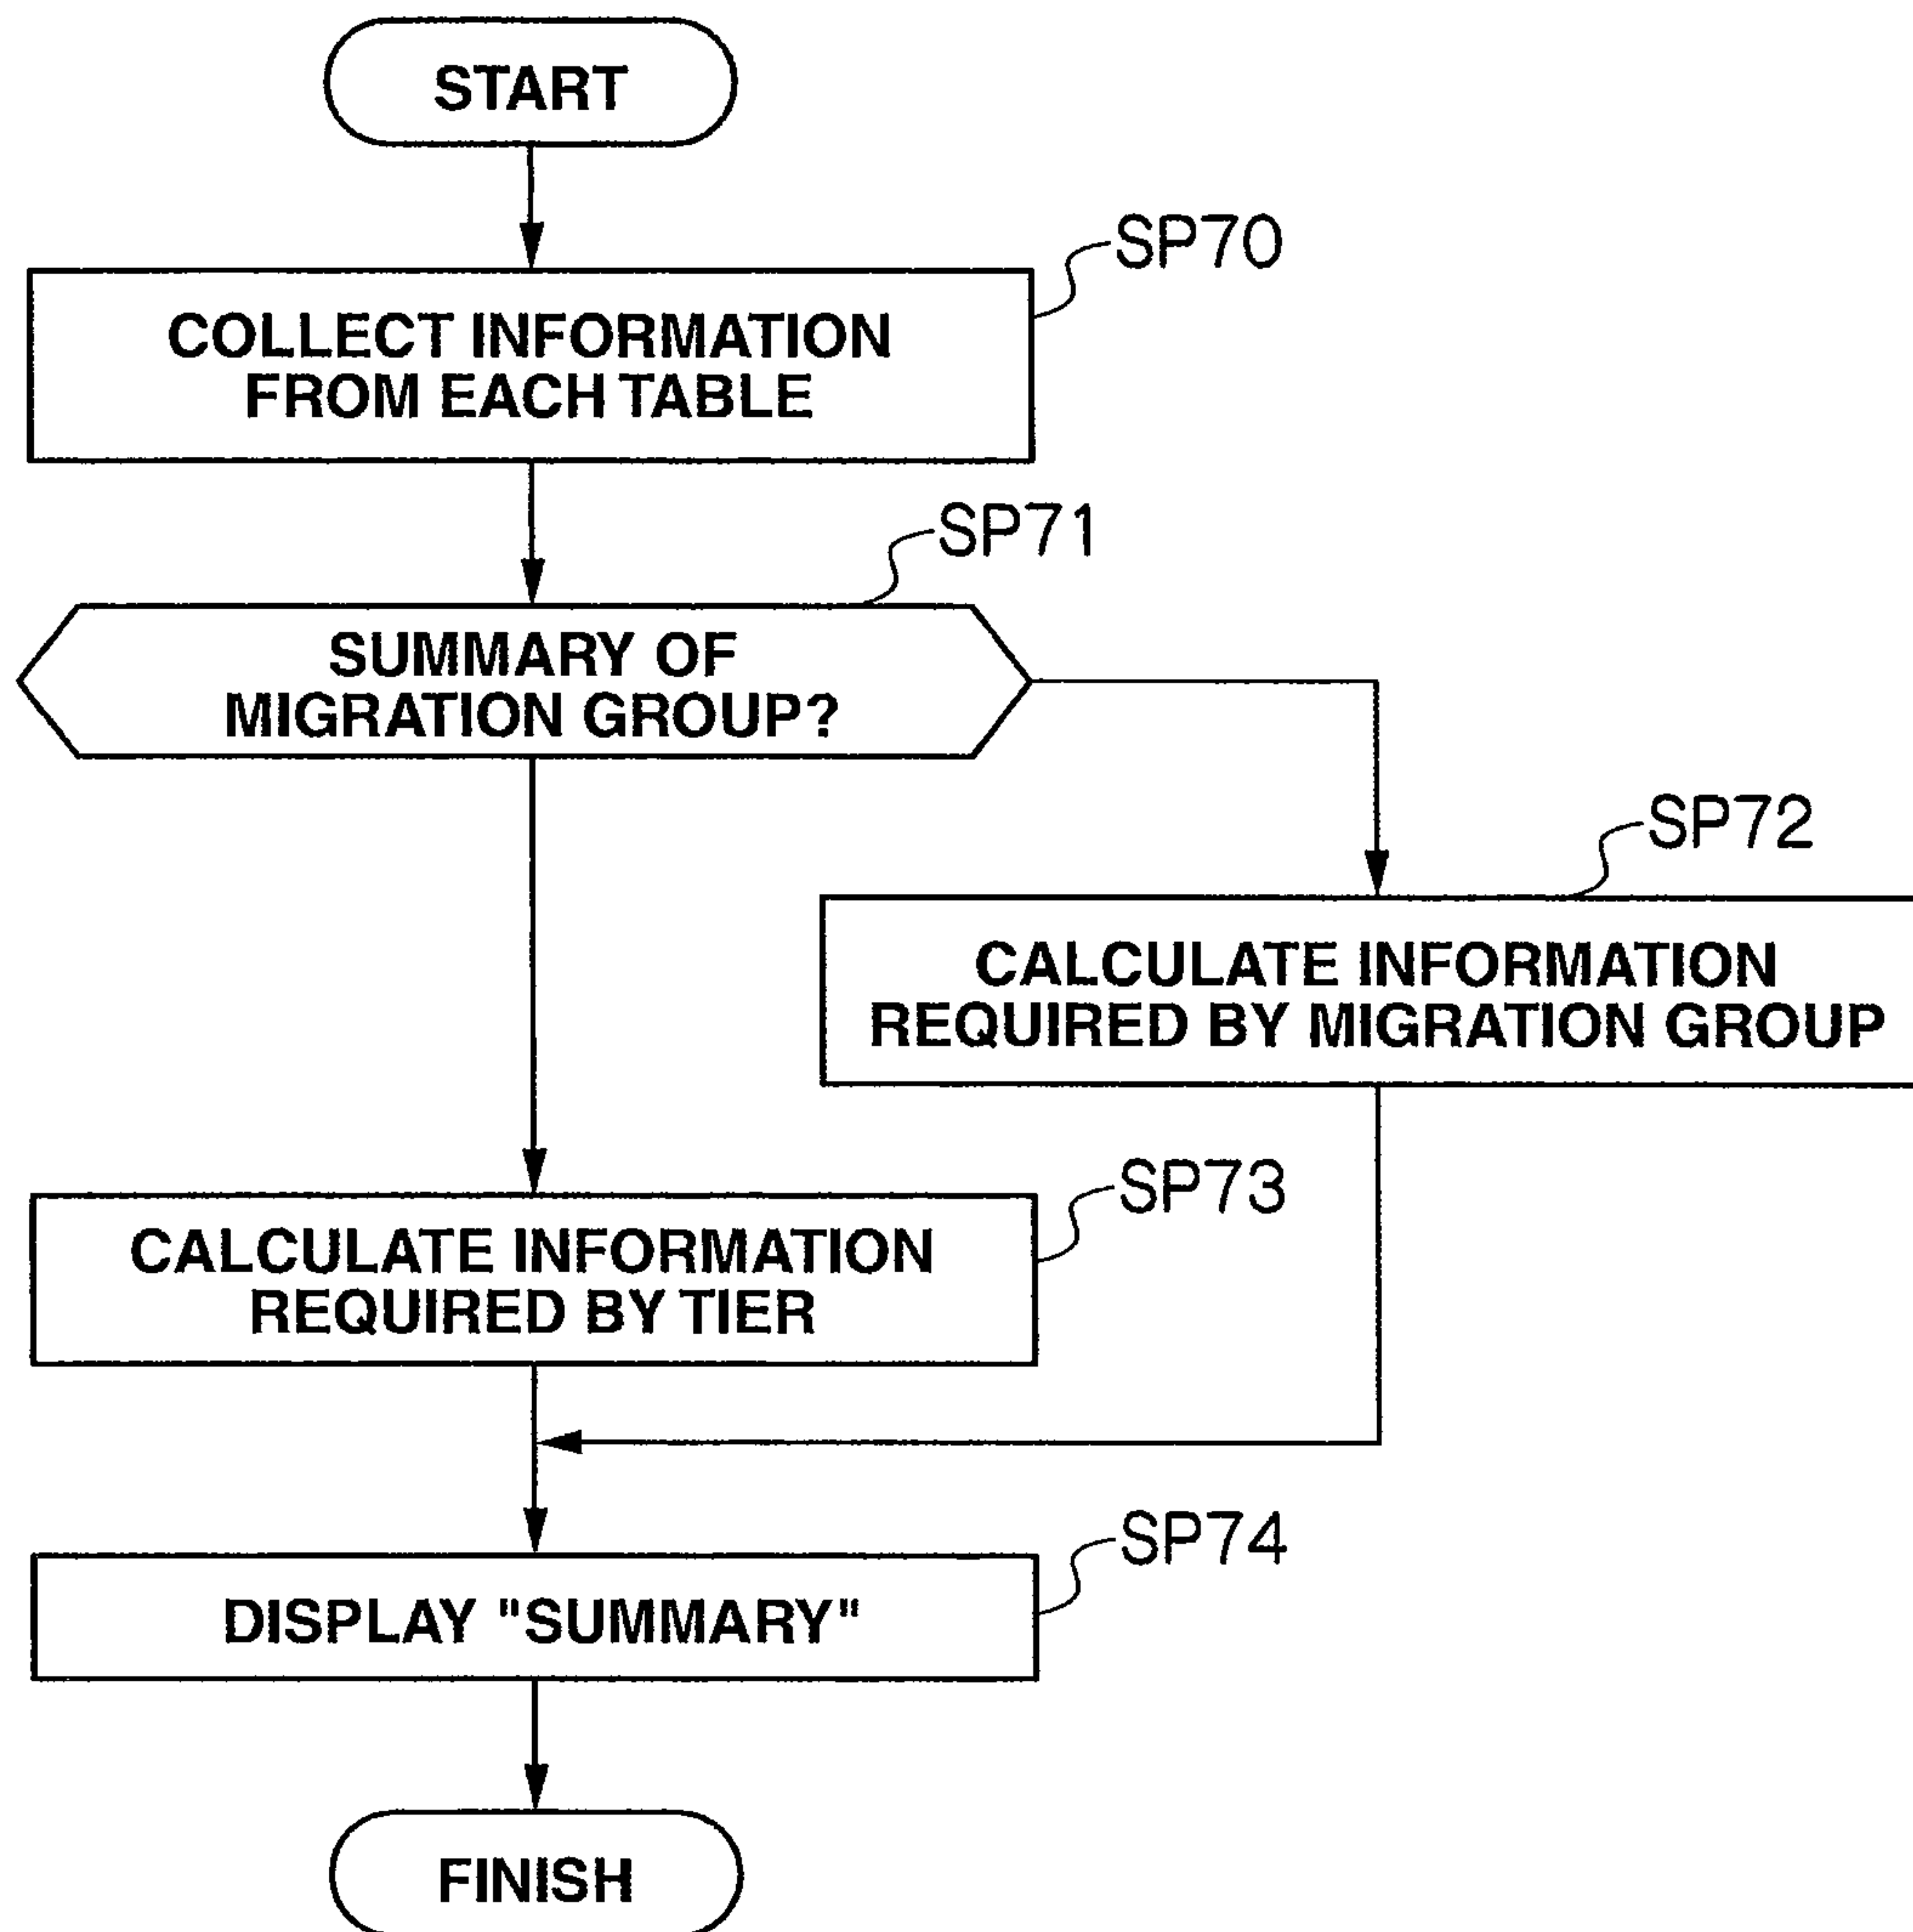 START
SP70
COLLECT INFORMATION
FROM EACH TABLE
SP71
SUMMARY OF
MIGRATION GROUP?
SP72
CALCULATE INFORMATION
REQUIRED BY MIGRATION GROUP
SP73
CALCULATE INFORMATION
REQUIRED BY TIER
SP74
DISPLAY "SUMMARY"
FINISH